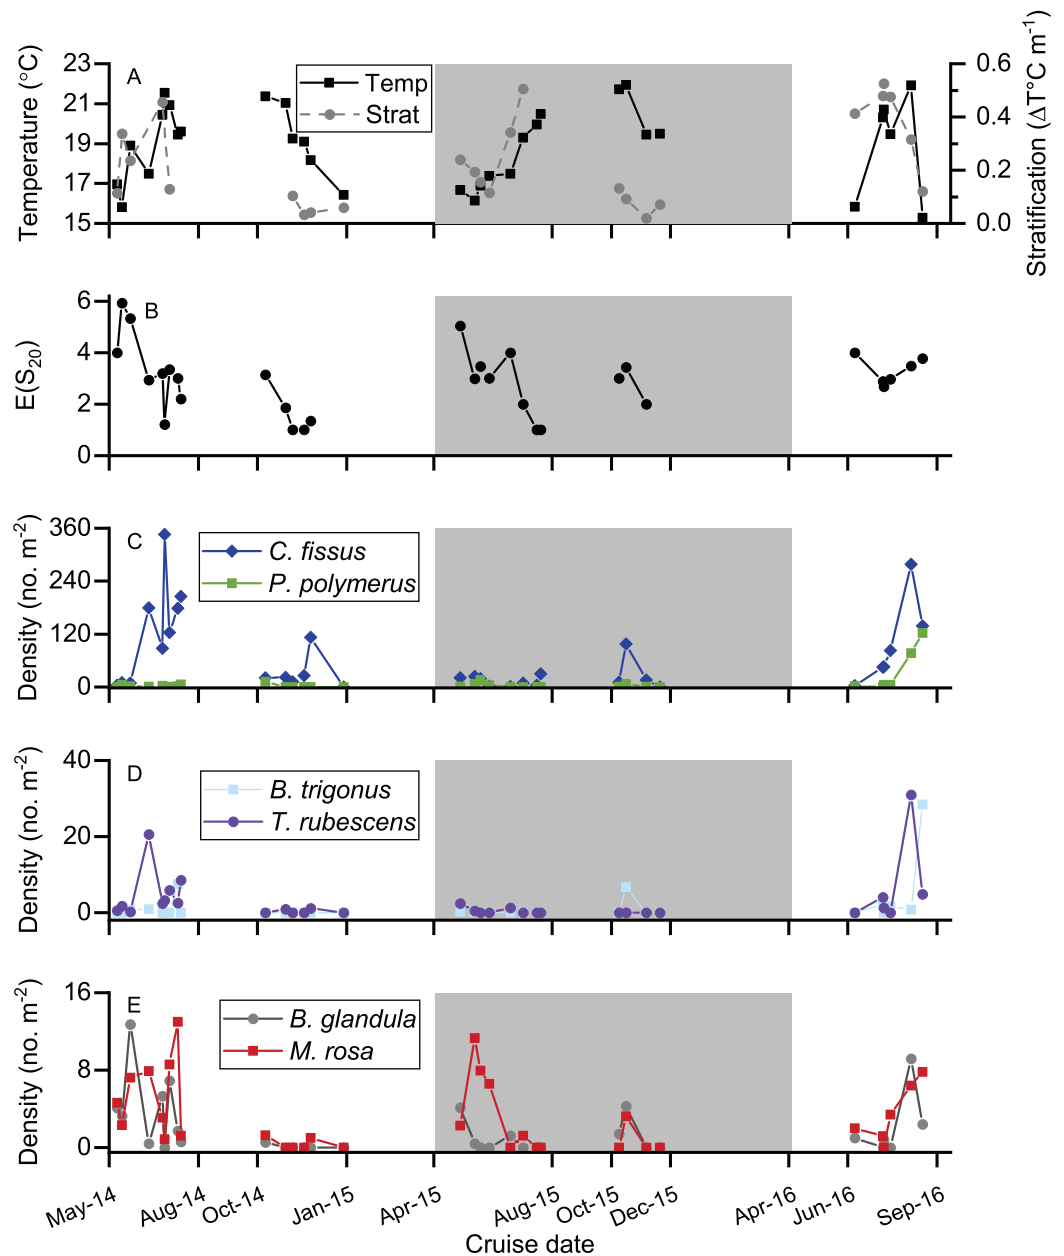 A
Temperature (°C)
23
21
19
17
15
Temp
Strat
0.6
0.4
0.2
0.0
Stratification (ΔT°C m-1)
B
E(S20)
6
4
2
0
C
Density (no. m-2)
360
240
120
0
C. fissus
P. polymerus
D
Density (no. m-2)
40
20
0
B. trigonus
T. rubescens
E
Density (no. m-2)
16
8
0
B. glandula
M. rosa
May-14
Aug-14
Oct-14
Jan-15
Apr-15
Aug-15
Oct-15
Dec-15
Apr-16
Jun-16
Sep-16
Cruise date